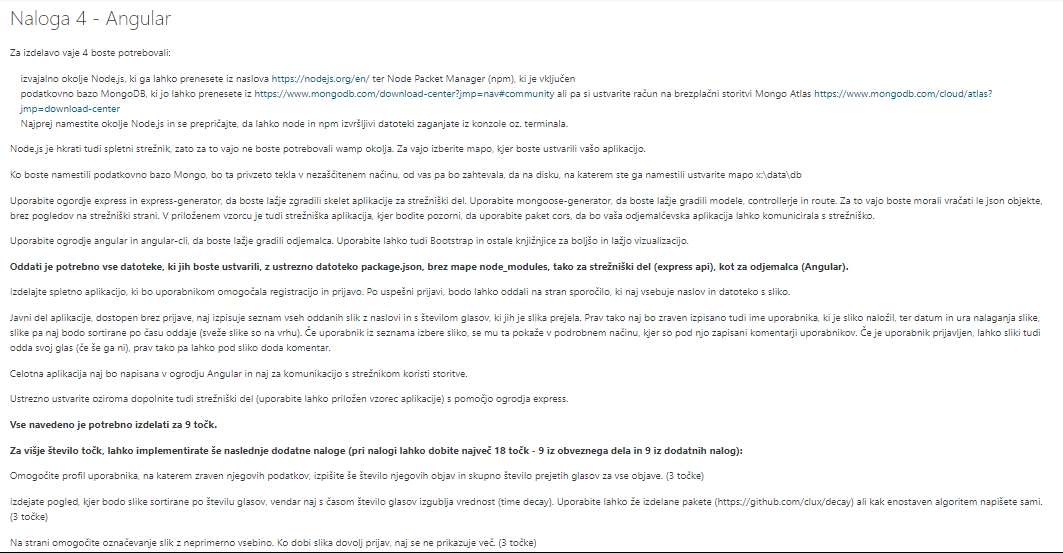 Naloga 4 - Angular
Za izdelavo vaje 4 boste potrebovali:
izvajalno okolje Node.js, ki ga lahko prenesete iz naslova https://nodejs.org/en/ ter Node Packet Manager (npm), ki je vključen
podatkovno bazo MongoDB, ki jo lahko prenesete iz https://www.mongodb.com/download-center?jmp=nav#community ali pa si ustvarite račun na brezplačni storitvi Mongo Atlas https://www.mongodb.com/cloud/atlas?
jmp=download-center
Najprej namestite okolje Node.js in se prepričajte, da lahko node in npm izvršljivi datoteki zaganjate iz konzole oz. terminala.
Node.js je hkrati tudi spletni strežnik, zato za to vajo ne boste potrebovali wamp okolja. Za vajo izberite mapo, kjer boste ustvarili vašo aplikacijo.
Ko boste namestili podatkovno bazo Mongo, bo ta privzeto tekla v nezaščitenem načinu, od vas pa bo zahtevala, da na disku, na katerem ste ga namestili ustvarite mapo x:\data\db
Uporabite ogordje express in express-generator, da boste lažje zgradili skelet aplikacije za strežniški del. Uporabite mongoose-generator, da boste lažje gradili modele, controllerje in route. Za to vajo boste morali vračati le json objekte,
brez pogledov na strežniški strani. V priloženem vzorcu je tudi strežniška aplikacija, kjer bodite pozorni, da uporabite paket cors, da bo vaša odjemalčevska aplikacija lahko komunicirala s strežniško.
Uporabite ogrodje angular in angular-cli, da boste lažje gradili odjemalca. Uporabite lahko tudi Bootstrap in ostale knjižnjice za boljšo in lažjo vizualizacijo.
Oddati je potrebno vse datoteke, ki jih boste ustvarili, z ustrezno datoteko package.json, brez mape node_modules, tako za strežniški del (express api), kot za odjemalca (Angular).
Izdelajte spletno aplikacijo, ki bo uporabnikom omogočala registracijo in prijavo. Po uspešni prijavi, bodo lahko oddali na stran sporočilo, ki naj vsebuje naslov in datoteko s sliko.
Javni del aplikacije, dostopen brez prijave, naj izpisuje seznam vseh oddanih slik z naslovi in s številom glasov, ki jih je slika prejela. Prav tako naj bo zraven izpisano tudi ime uporabnika, ki je sliko naložil, ter datum in ura nalaganja slike,
slike pa naj bodo sortirane po času oddaje (sveže slike so na vrhu). Če uporabnik iz seznama izbere sliko, se mu ta pokaže v podrobnem načinu, kjer so pod njo zapisani komentarji uporabnikov. Če je uporabnik prijavljen, lahko sliki tudi
odda svoj glas (če še ga ni), prav tako pa lahko pod sliko doda komentar.
Celotna aplikacija naj bo napisana v ogrodju Angular in naj za komunikacijo s strežnikom koristi storitve.
Ustrezno ustvarite oziroma dopolnite tudi strežniški del (uporabite lahko priložen vzorec aplikacije) s pomočjo ogrodja express.
Vse navedeno je potrebno izdelati za 9 točk.
Za višje število točk, lahko implementirate še naslednje dodatne naloge (pri nalogi lahko dobite največ 18 točk - 9 iz obveznega dela in 9 iz dodatnih nalog):
Omogočite profil uporabnika, na katerem zraven njegovih podatkov, izpišite še število njegovih objav in skupno število prejetih glasov za vse objave. (3 točke)
Izdejate pogled, kjer bodo slike sortirane po številu glasov, vendar naj s časom število glasov izgublja vrednost (time decay). Uporabite lahko že izdelane pakete (https://github.com/clux/decay) ali kak enostaven algoritem napišete sami.
(3 točke)
Na strani omogočite označevanje slik z neprimerno vsebino. Ko dobi slika dovolj prijav, naj se ne prikazuje več. (3 točke)